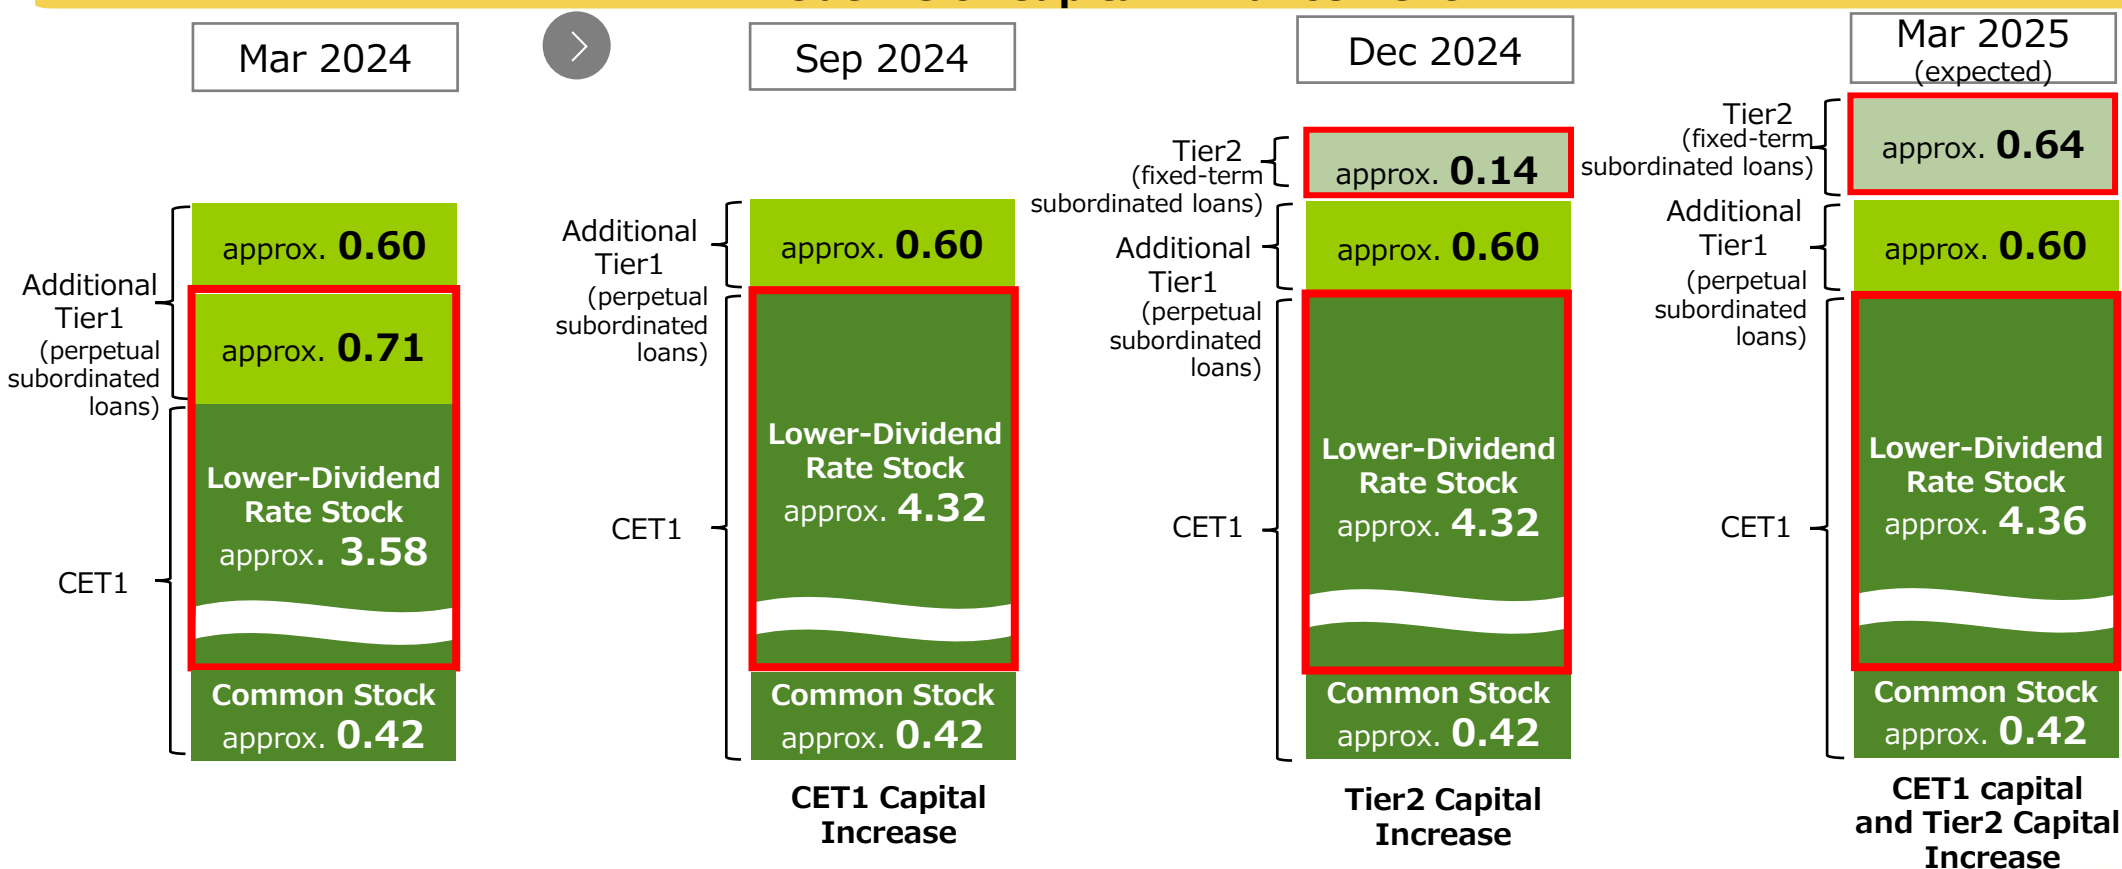 Mar 2024
Additional
Tier1
(perpetual
subordinated
loans)
CET1
approx. 0.60
approx. 0.71
Lower-Dividend
Rate Stock
approx. 3.58
Common Stock
approx. 0.42
Sep 2024
Additional
Tier1
(perpetual
subordinated
loans)
CET1
approx. 0.60
Lower-Dividend
Rate Stock
approx. 4.32
Common Stock
approx. 0.42
CET1 Capital
Increase
Dec 2024
Tier2
(fixed-term
subordinated loans)
Additional
Tier1
(perpetual
subordinated
loans)
CET1
approx. 0.14
approx. 0.60
Lower-Dividend
Rate Stock
approx. 4.32
Common Stock
approx. 0.42
Tier2 Capital
Increase
Mar 2025
(expected)
Tier2
(fixed-term
subordinated loans)
Additional
Tier1
(perpetual
subordinated
loans)
CET1
approx. 0.64
approx. 0.60
Lower-Dividend
Rate Stock
approx. 4.36
Common Stock
approx. 0.42
CET1 capital
and Tier2 Capital
Increase